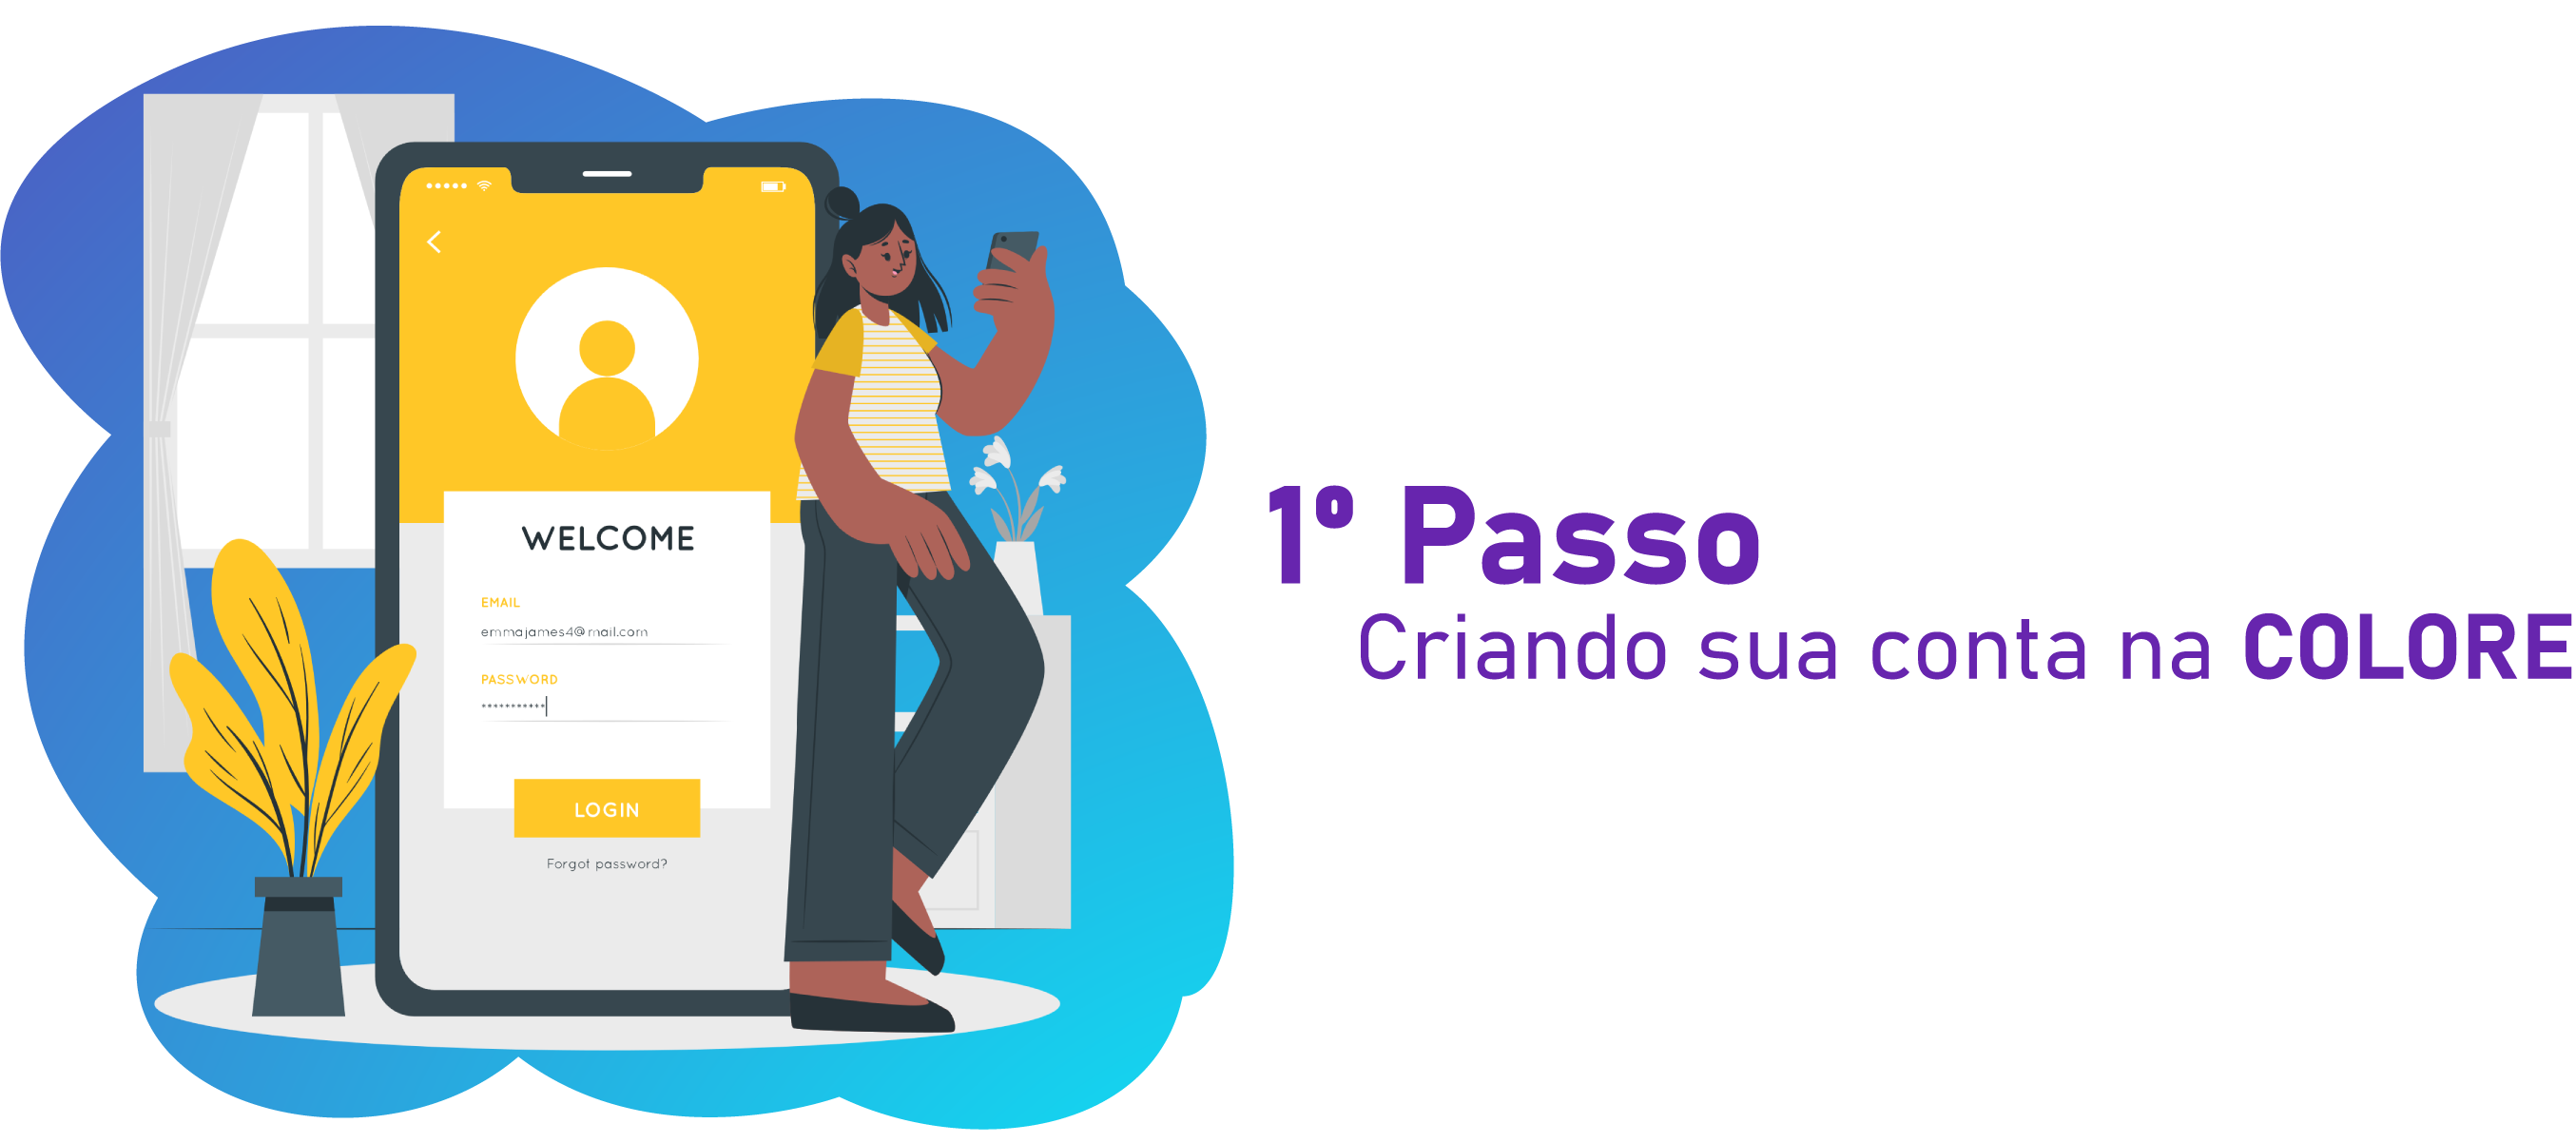 WELCOME
EMAIL
emmajames4@mail.com
PASSWORD
***********
LOGIN
Forgot password?
1º Passo
Criando sua conta na COLORE